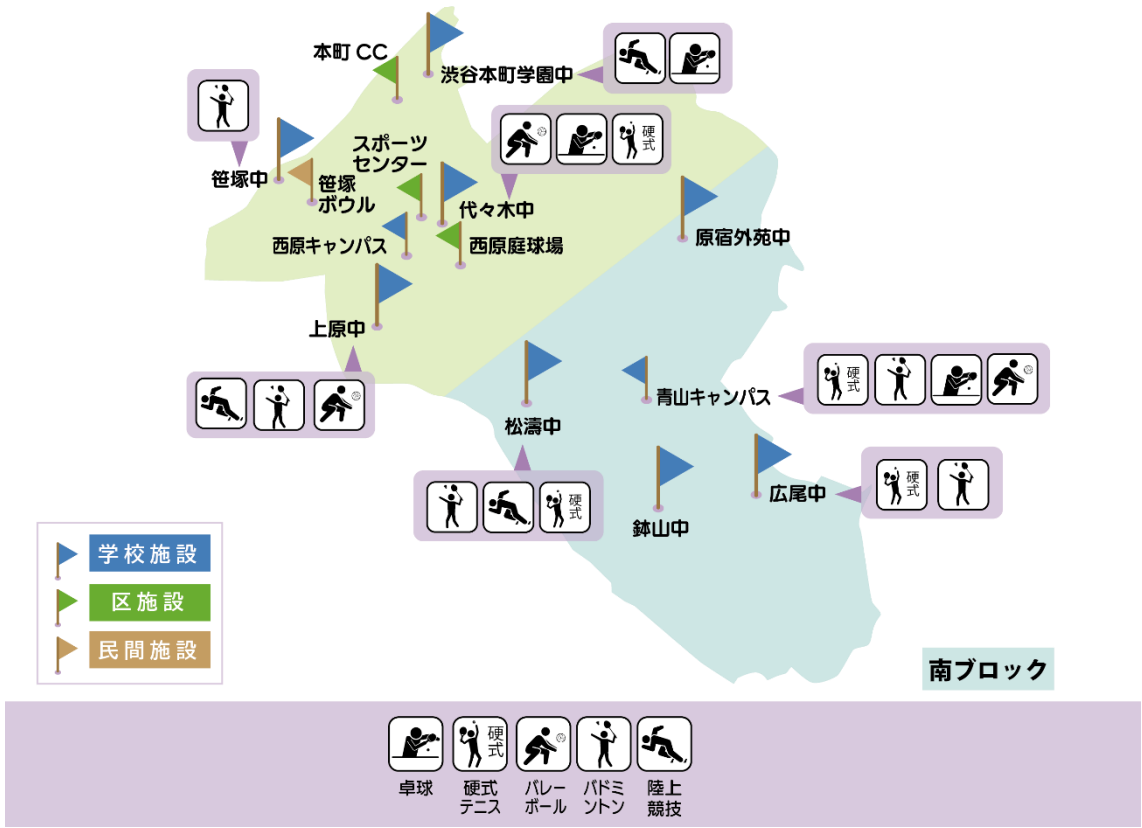 本町 CC
渋谷本町学園中
スポーツ
センター
笹塚中
笹塚
ボウル
代々木中
硬式
西原キャンパス
西原庭球場
原宿外苑中
上原中
松濤中
硬式
青山キャンパス
硬式
鉢山中
広尾中
硬式
学校施設
区施設
民間施設
南ブロック
硬式
卓球
硬式
テニス
バレー
ボール
バドミ
ントン
陸上
競技